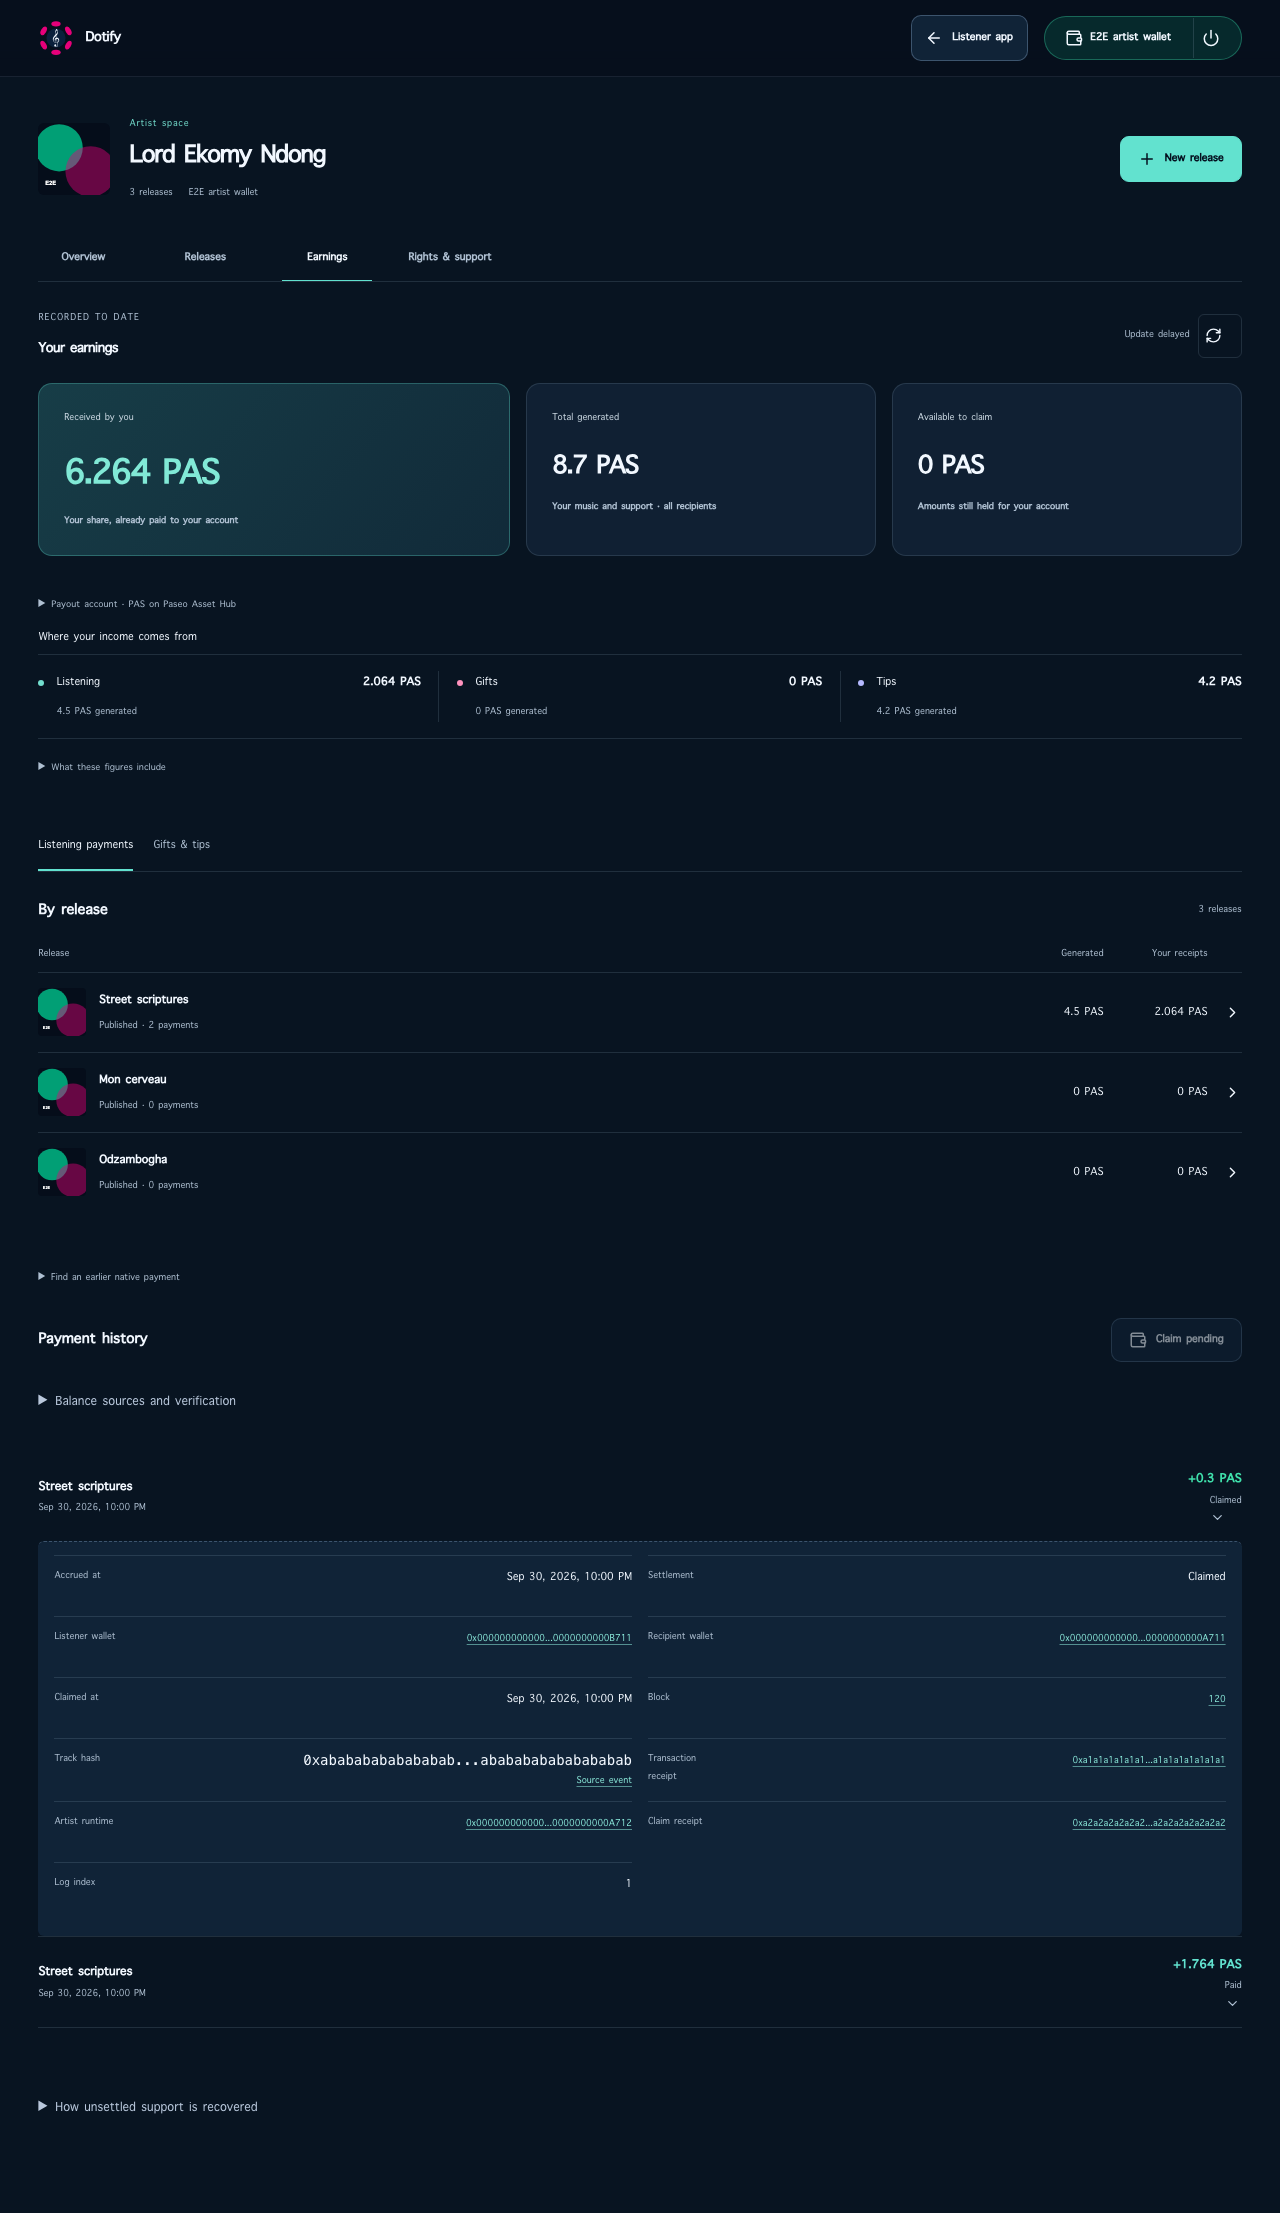 Dotify
Listener app
E2E artist wallet
Artist space
Lord Ekomy Ndong
3 releases E2E artist wallet
E2E
New release
Overview
Releases
Earnings
Rights & support
RECORDED TO DATE
Your earnings
Update delayed
Received by you
6.264 PAS
Your share, already paid to your account
Total generated
8.7 PAS
Your music and support · all recipients
Available to claim
0 PAS
Amounts still held for your account
Payout account · PAS on Paseo Asset Hub
Where your income comes from
Listening 2.064 PAS
4.5 PAS generated
Gifts 0 PAS
0 PAS generated
Tips 4.2 PAS
4.2 PAS generated
What these figures include
Listening payments
Gifts & tips
By release
3 releases
Release Generated Your receipts
E2E
Street scriptures
Published · 2 payments
4.5 PAS 2.064 PAS
E2E
Mon cerveau
Published · 0 payments
0 PAS 0 PAS
E2E
Odzambogha
Published · 0 payments
0 PAS 0 PAS
Find an earlier native payment
Payment history
Claim pending
Balance sources and verification
Street scriptures
Sep 30, 2026, 10:00 PM
+0.3 PAS
Claimed
Accrued at Sep 30, 2026, 10:00 PM
Settlement Claimed
Listener wallet 0x000000000000...0000000000B711
Recipient wallet 0x000000000000...0000000000A711
Claimed at Sep 30, 2026, 10:00 PM
Block 120
Track hash 0xabababababababab...abababababababababab
Source event
Transaction
receipt
0xa1a1a1a1a1a1...a1a1a1a1a1a1a1
Artist runtime 0x000000000000...0000000000A712
Claim receipt 0xa2a2a2a2a2a2...a2a2a2a2a2a2a2
Log index 1
Street scriptures
Sep 30, 2026, 10:00 PM
+1.764 PAS
Paid
How unsettled support is recovered